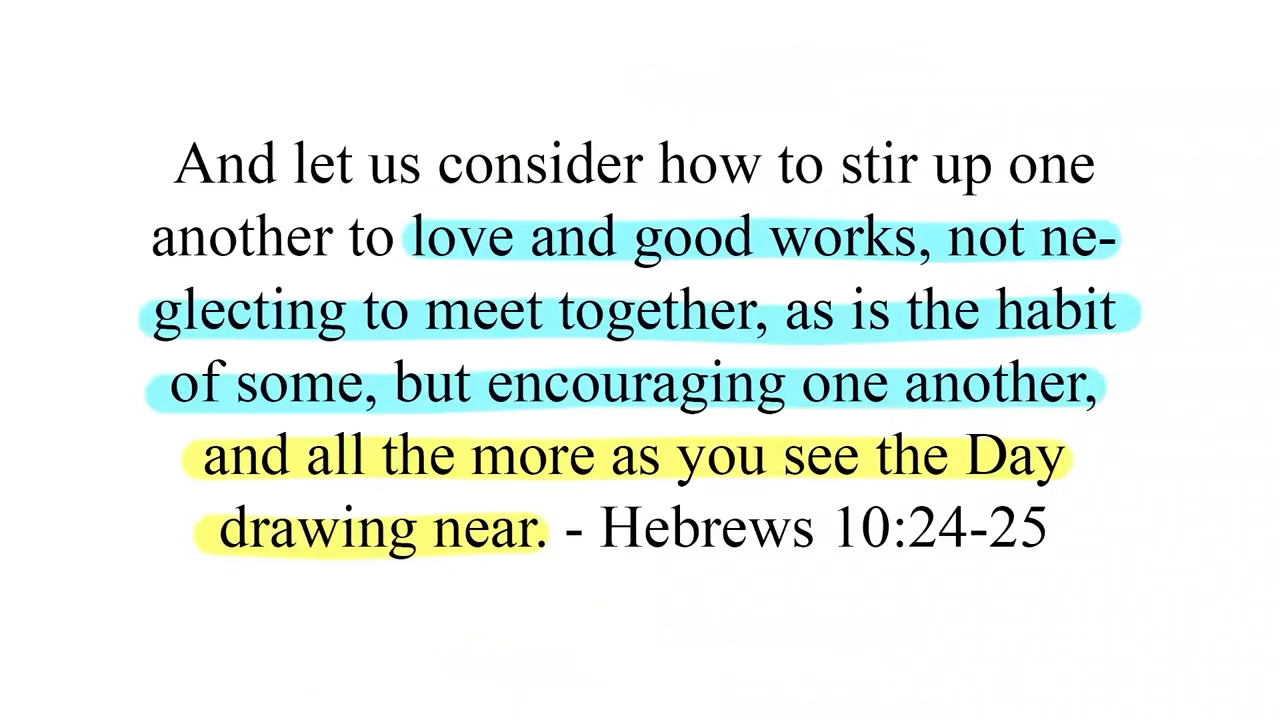 And let us consider how to stir up one
another to love and good works, not ne-
glecting to meet together, as is the habit
of some, but encouraging one another,
and all the more as you see the Day
drawing near. - Hebrews 10:24-25